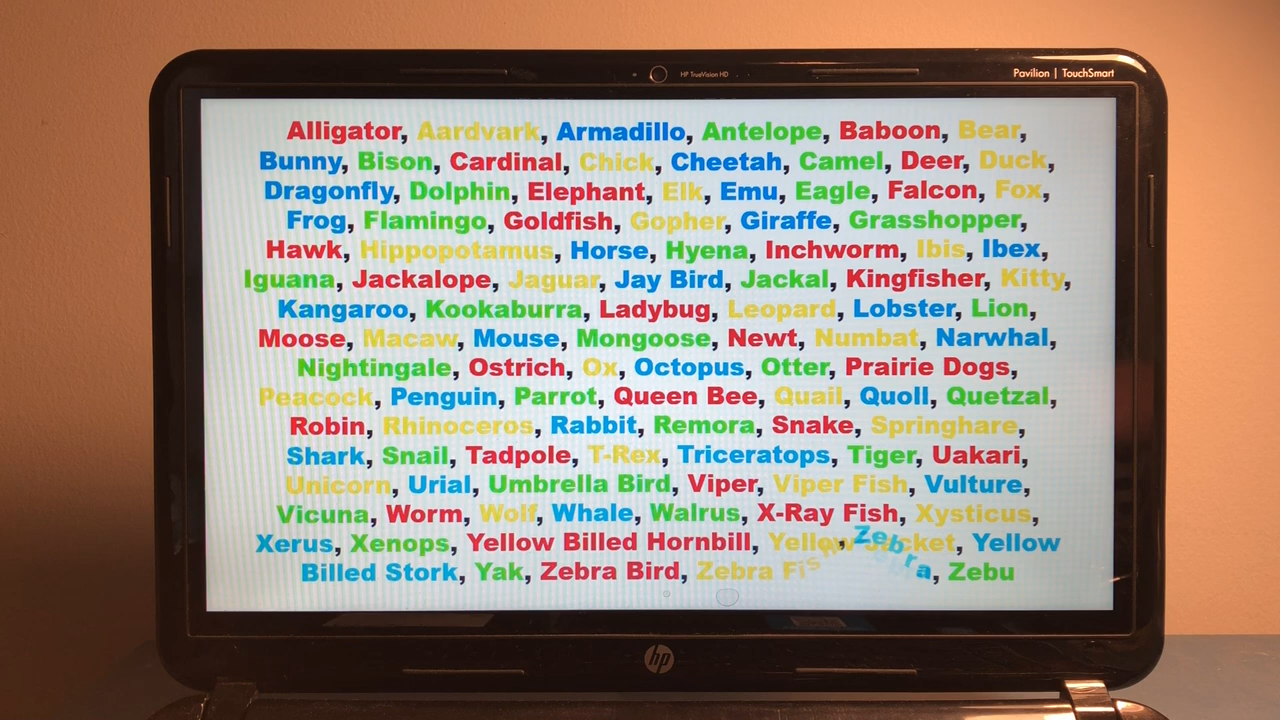 HP TrueVision HD
Pavilion | TouchSmart
Alligator, Aardvark, Armadillo, Antelope, Baboon, Bear,
Bunny, Bison, Cardinal, Chick, Cheetah, Camel, Deer, Duck,
Dragonfly, Dolphin, Elephant, Elk, Emu, Eagle, Falcon, Fox,
Frog, Flamingo, Goldfish, Gopher, Giraffe, Grasshopper,
Hawk, Hippopotamus, Horse, Hyena, Inchworm, Ibis, Ibex,
Iguana, Jackalope, Jaguar, Jay Bird, Jackal, Kingfisher, Kitty,
Kangaroo, Kookaburra, Ladybug, Leopard, Lobster, Lion,
Moose, Macaw, Mouse, Mongoose, Newt, Numbat, Narwhal,
Nightingale, Ostrich, Ox, Octopus, Otter, Prairie Dogs,
Peacock, Penguin, Parrot, Queen Bee, Quail, Quoll, Quetzal,
Robin, Rhinoceros, Rabbit, Remora, Snake, Springhare,
Shark, Snail, Tadpole, T-Rex, Triceratops, Tiger, Uakari,
Unicorn, Urial, Umbrella Bird, Viper, Viper Fish, Vulture,
Vicuna, Worm, Wolf, Whale, Walrus, X-Ray Fish, Xysticus,
Xerus, Xenops, Yellow Billed Hornbill, Yellow Jacket, Yellow
Billed Stork, Yak, Zebra Bird, Zebra Fish, Zebra, Zebu
hp